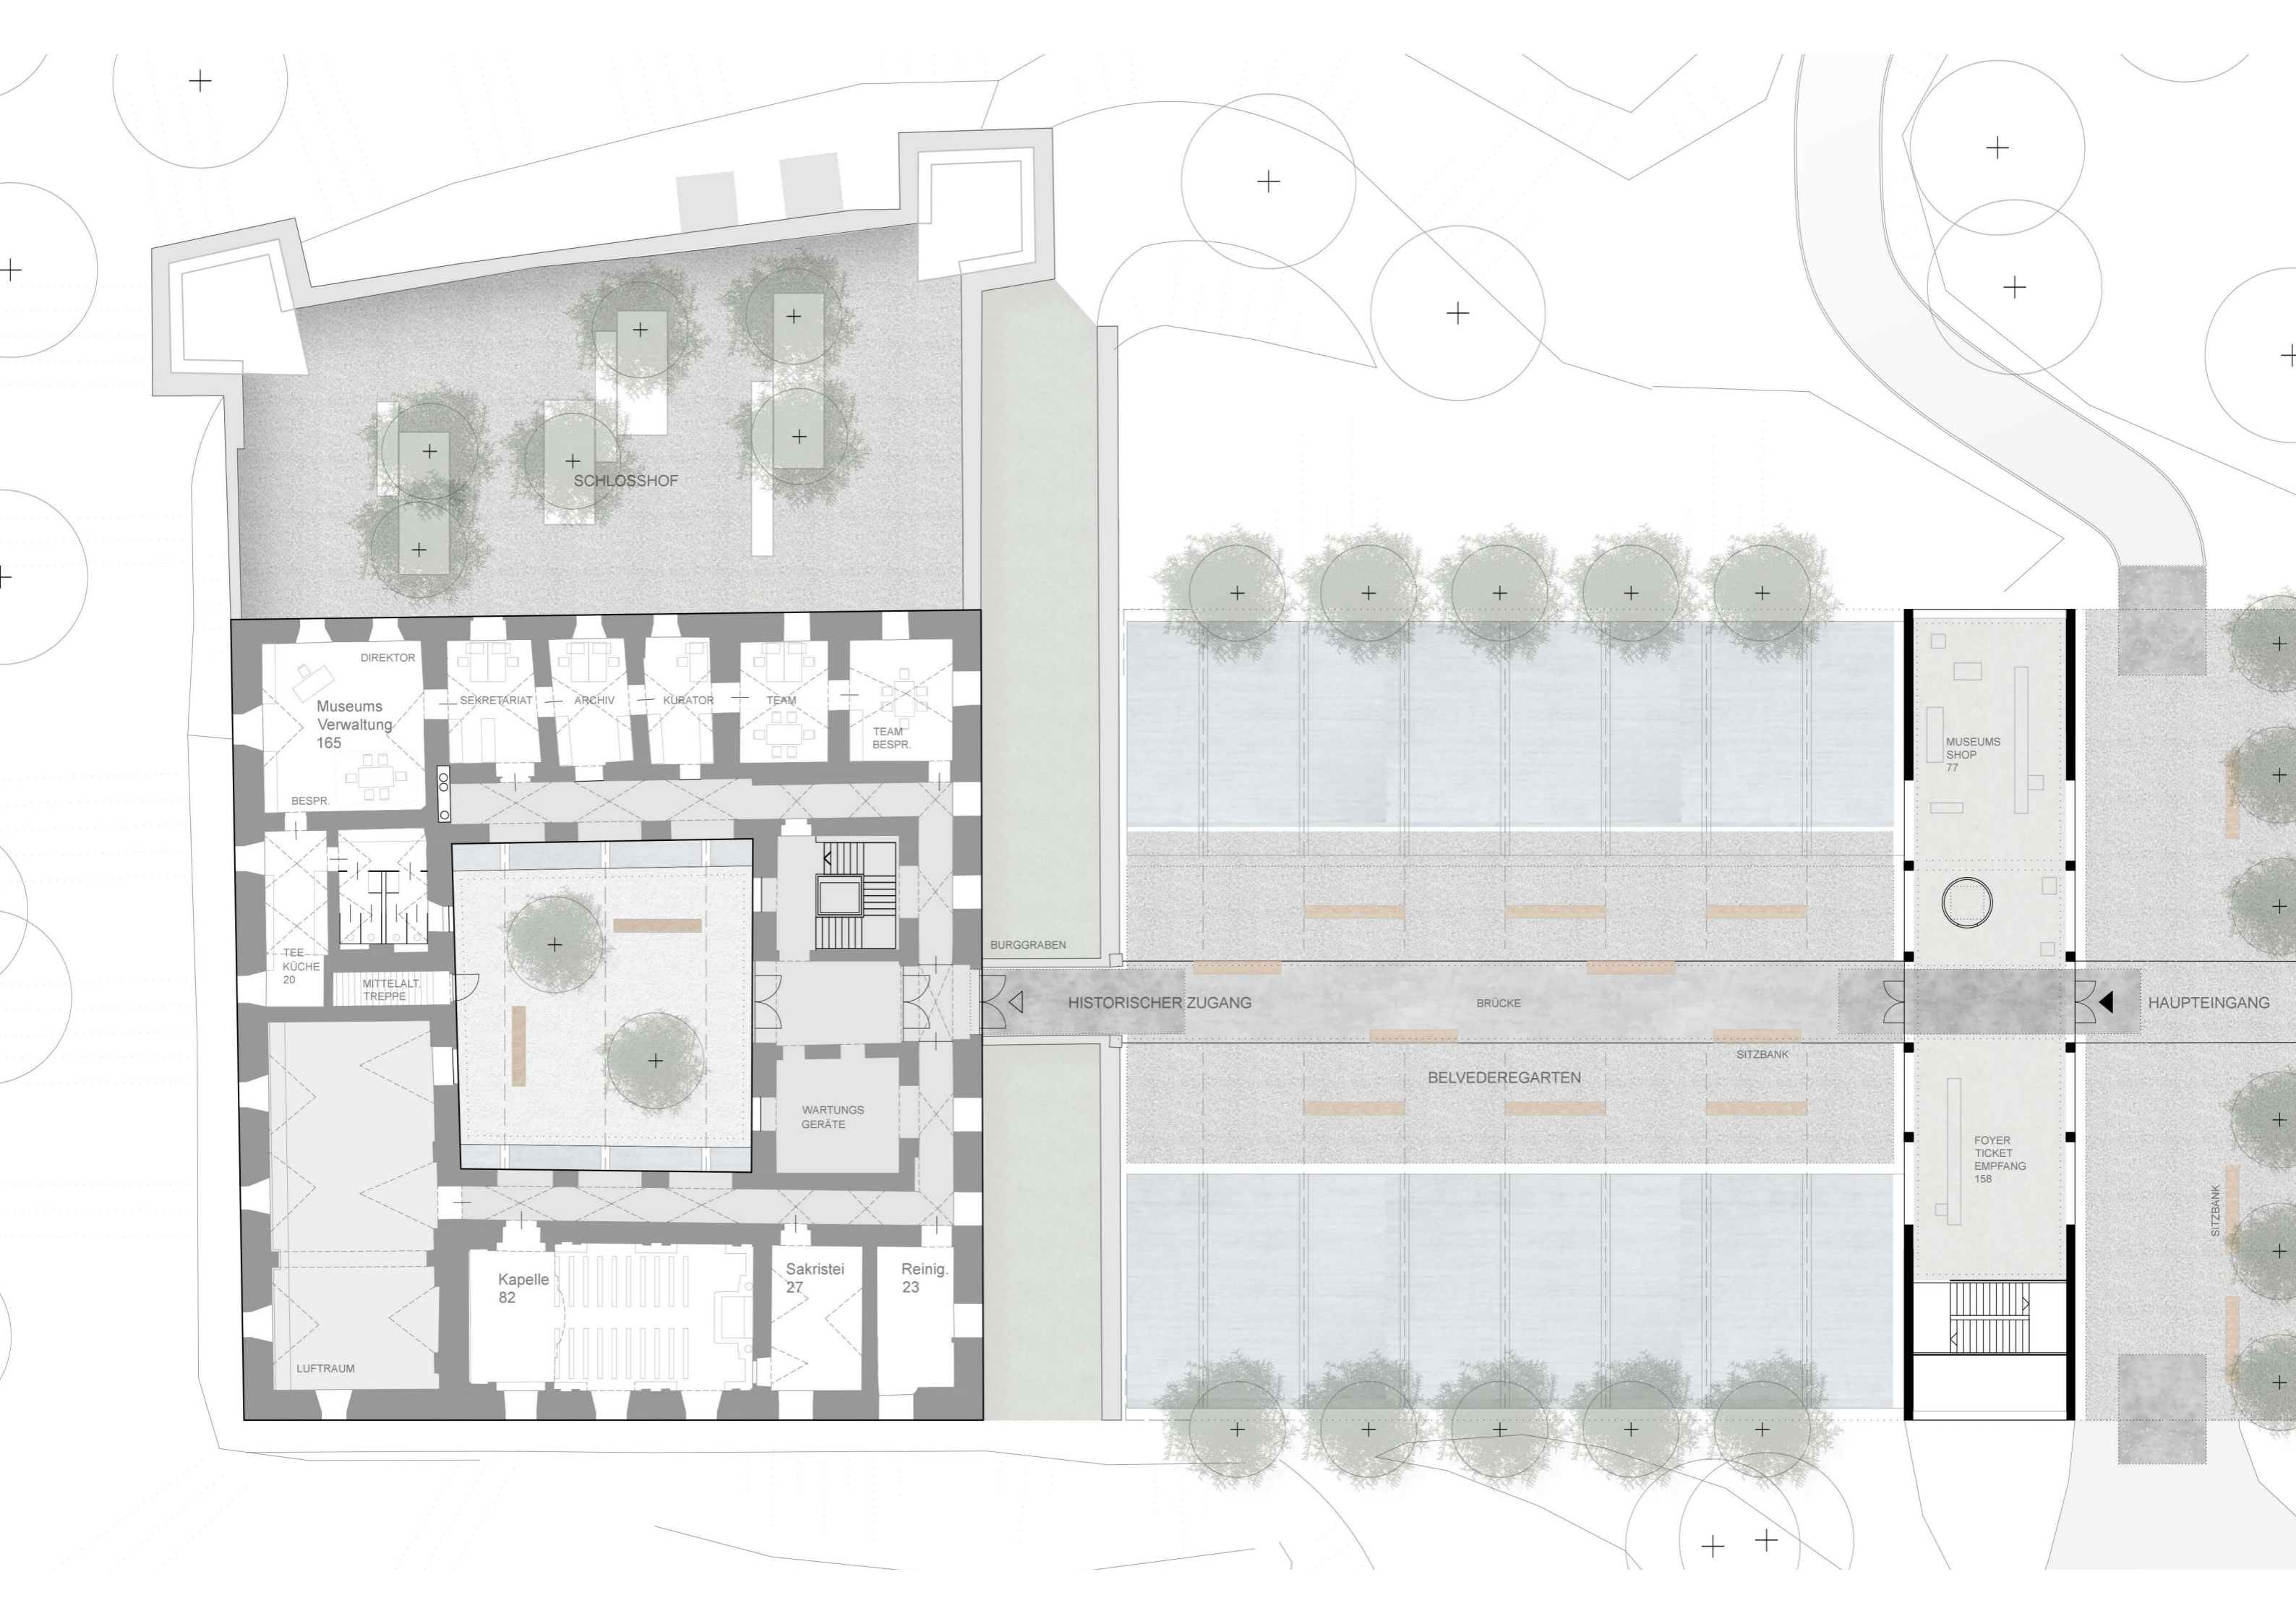 SCHLOSSHOF
DIREKTOR
Museums
Verwaltung
165
BESPR.
SEKRETARIAT
ARCHIV
KURATOR
TEAM
TEAM
BESPR.
TEE
KÜCHE
20
MITTELALT.
TREPPE
WARTUNGS
GERÄTE
LUFTRAUM
Kapelle
82
Sakristei
27
Reinig.
23
BURGGRABEN
HISTORISCHER ZUGANG
BRÜCKE
SITZBANK
BELVEDEREGARTEN
MUSEUMS
SHOP
77
HAUPTEINGANG
FOYER
TICKET
EMPFANG
158
SITZBANK